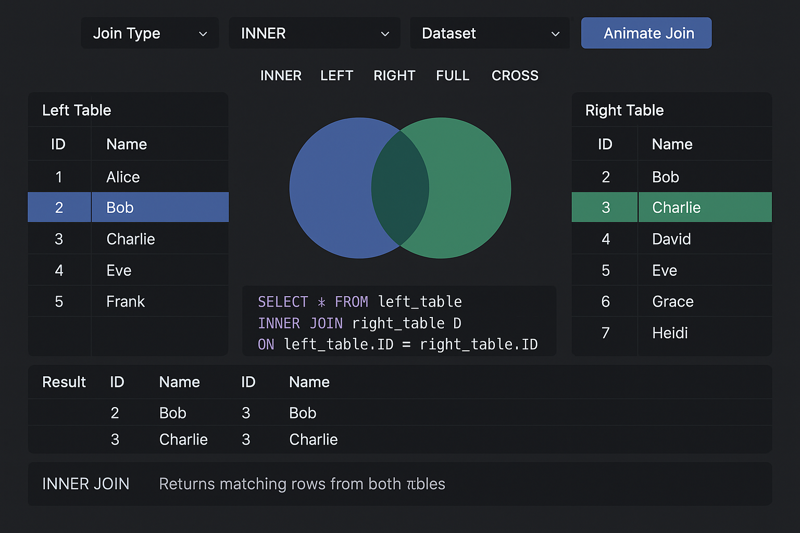 Join Type INNER Dataset Animate Join
INNER LEFT RIGHT FULL CROSS
Left Table
ID Name
1 Alice
2 Bob
3 Charlie
4 Eve
5 Frank
SELECT * FROM left_table
INNER JOIN right_table D
ON left_table.ID = right_table.ID
Right Table
ID Name
2 Bob
3 Charlie
4 David
5 Eve
6 Grace
7 Heidi
Result ID Name ID Name
2 Bob 3 Bob
3 Charlie 3 Charlie
INNER JOIN Returns matching rows from both πbles